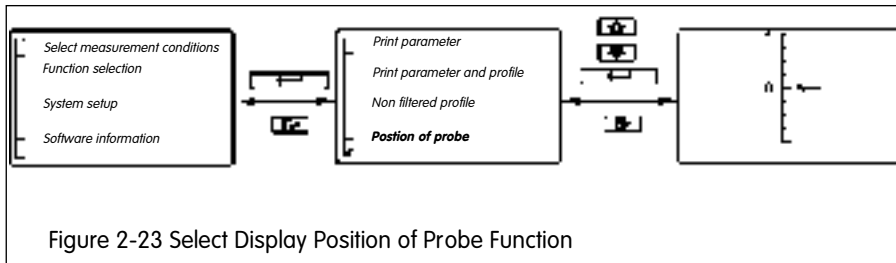 Select measurement conditions
Function selection
System setup
Software information
Print parameter
Print parameter and profile
Non filtered profile
Postion of probe
0
Figure 2-23 Select Display Position of Probe Function